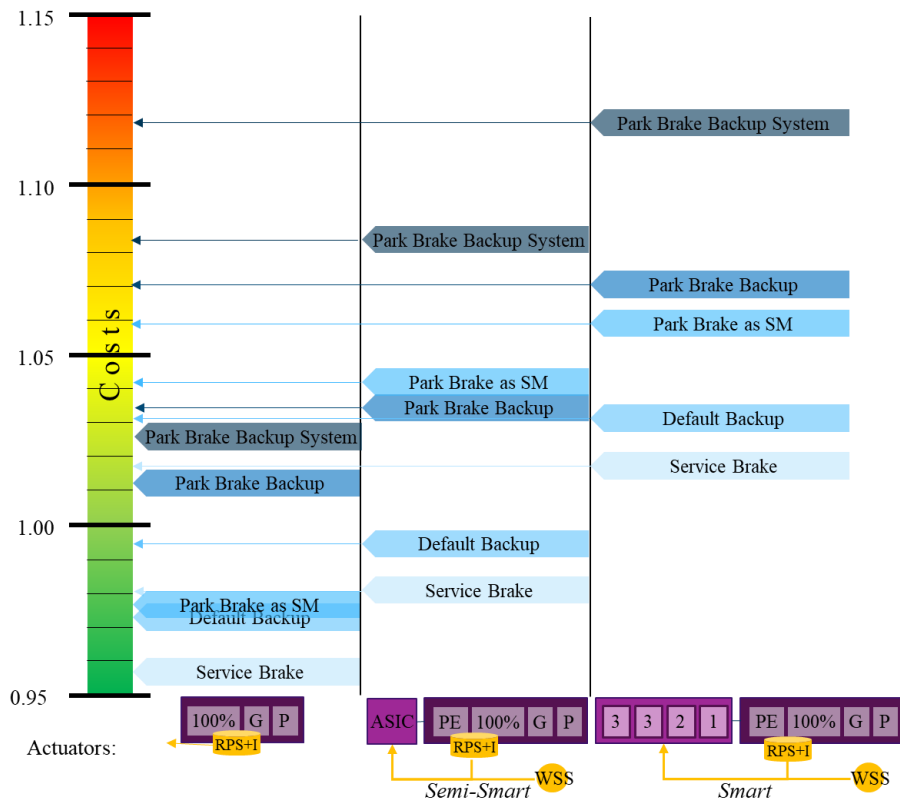 1.15
Park Brake Backup System
1.10
Park Brake Backup System
Park Brake Backup
Park Brake as SM
1.05
Costs
Park Brake as SM
Park Brake Backup
Default Backup
Park Brake Backup System
Service Brake
Park Brake Backup
1.00
Default Backup
Service Brake
Park Brake as SM
Default Backup
Service Brake
0.95
100% G P
ASIC PE 100% G P
3 3 2 1 PE 100% G P
Actuators:
RPS+I
RPS+I
RPS+I
WSS
WSS
Semi-Smart
Smart